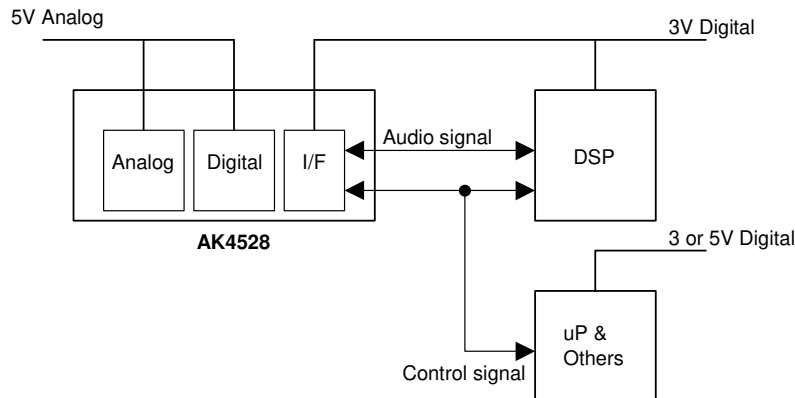 5V Analog
3V Digital
Analog
Digital
I/F
Audio signal
DSP
AK4528
3 or 5V Digital
uP &
Others
Control signal